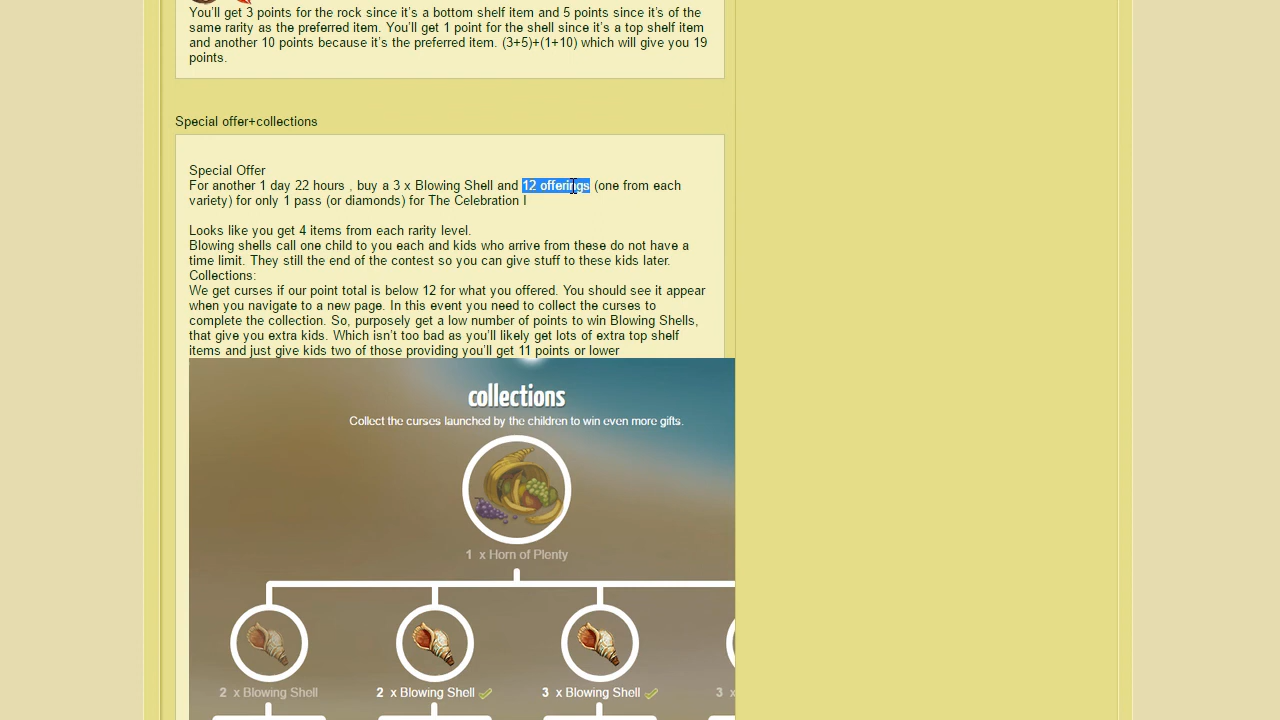 You'll get 3 points for the rock since it's a bottom shelf item and 5 points since it's of the
same rarity as the preferred item. You'll get 1 point for the shell since it's a top shelf item
and another 10 points because it's the preferred item. (3+5)+(1+10) which will give you 19
points.
Special offer+collections
Special Offer
For another 1 day 22 hours , buy a 3 x Blowing Shell and 12 offerings (one from each
variety) for only 1 pass (or diamonds) for The Celebration I
Looks like you get 4 items from each rarity level.
Blowing shells call one child to you each and kids who arrive from these do not have a
time limit. They still the end of the contest so you can give stuff to these kids later.
Collections:
We get curses if our point total is below 12 for what you offered. You should see it appear
when you navigate to a new page. In this event you need to collect the curses to
complete the collection. So, purposely get a low number of points to win Blowing Shells,
that give you extra kids. Which isn't too bad as you'll likely get lots of extra top shelf
items and just give kids two of those providing you'll get 11 points or lower
collections
Collect the curses launched by the children to win even more gifts.
1 x Horn of Plenty
2 x Blowing Shell 2 x Blowing Shell 3 x Blowing Shell 3 x